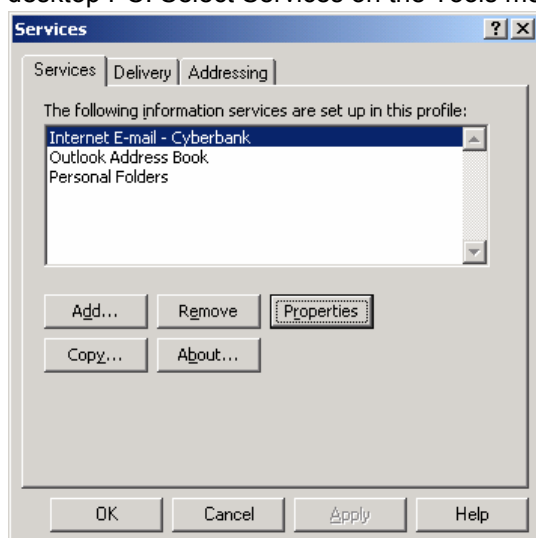 desktop PC. Select Services on the Tools
Services
Services Delivery Addressing
The following information services are set up in this profile:
Internet E-mail - Cyberbank
Outlook Address Book
Personal Folders
Add... Remove Properties
Copy... About...
OK Cancel Apply Help